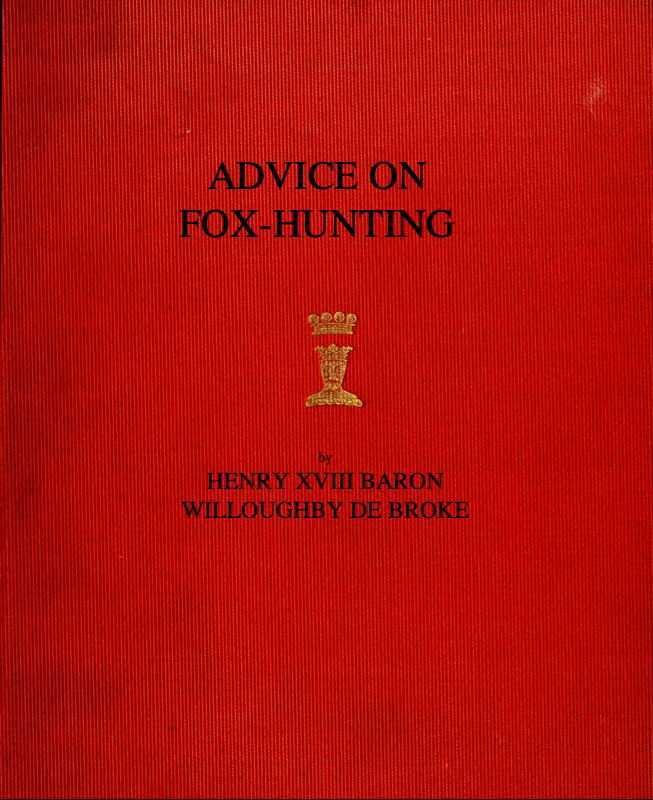 ADVICE ON
FOX-HUNTING
by
HENRY XVIII BARON
WILLOUGHBY DE BROKE